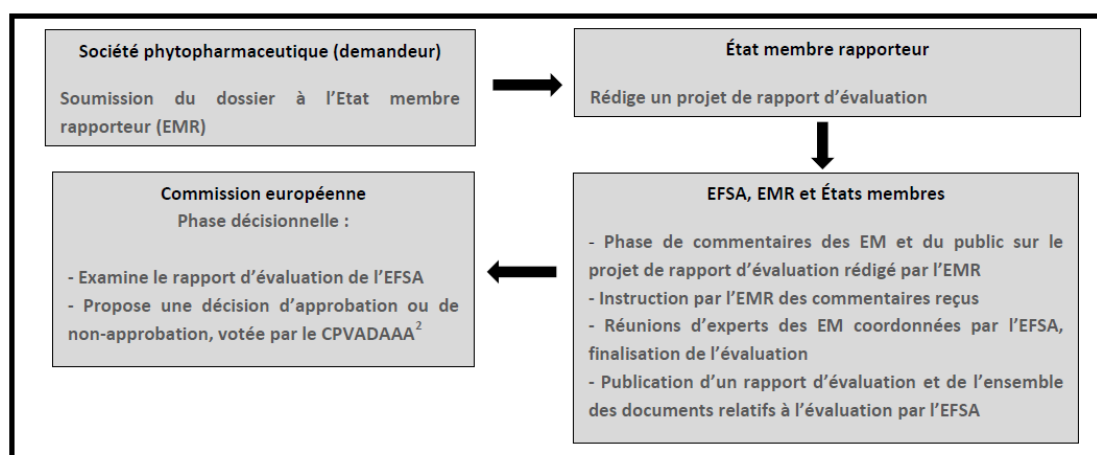 Société phytopharmaceutique (demandeur)
Soumission du dossier à l’Etat membre
rapporteur (EMR)
État membre rapporteur
Rédige un projet de rapport d’évaluation
EFSA, EMR et États membres
- Phase de commentaires des EM et du public sur le
projet de rapport d’évaluation rédigé par l’EMR
- Instruction par l’EMR des commentaires reçus
- Réunions d’experts des EM coordonnées par l’EFSA,
finalisation de l’évaluation
- Publication d’un rapport d’évaluation et de l’ensemble
des documents relatifs à l’évaluation par l’EFSA
Commission européenne
Phase décisionnelle :
- Examine le rapport d’évaluation de l’EFSA
- Propose une décision d’approbation ou de
non-approbation, votée par le CPVADAAA²